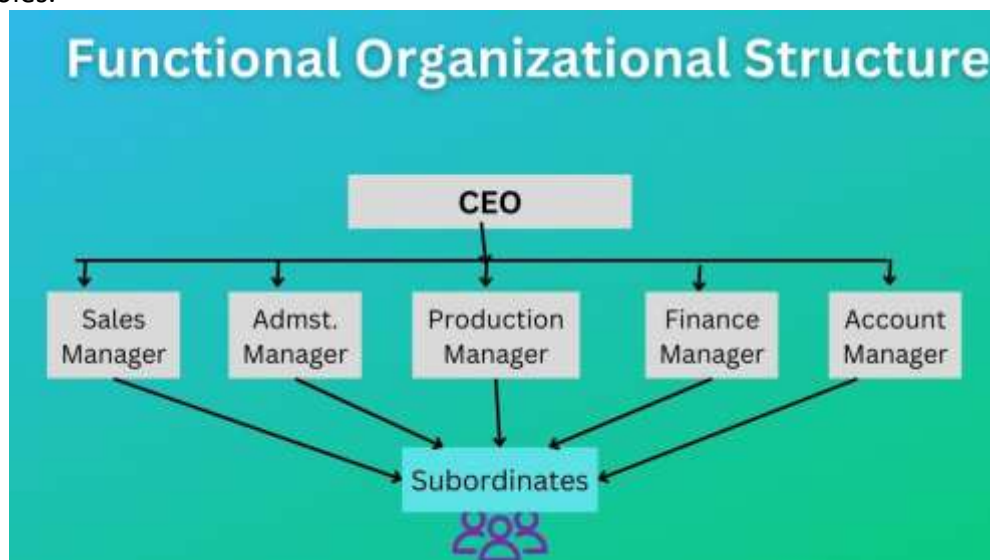 Functional Organizational Structure
CEO
Sales
Manager
Admst.
Manager
Production
Manager
Finance
Manager
Account
Manager
Subordinates